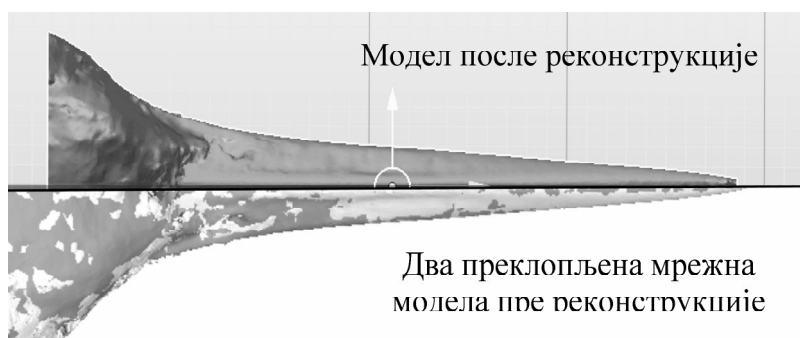 Модел после реконструкције
Два преклопљена мрежна
модела пре реконструкције